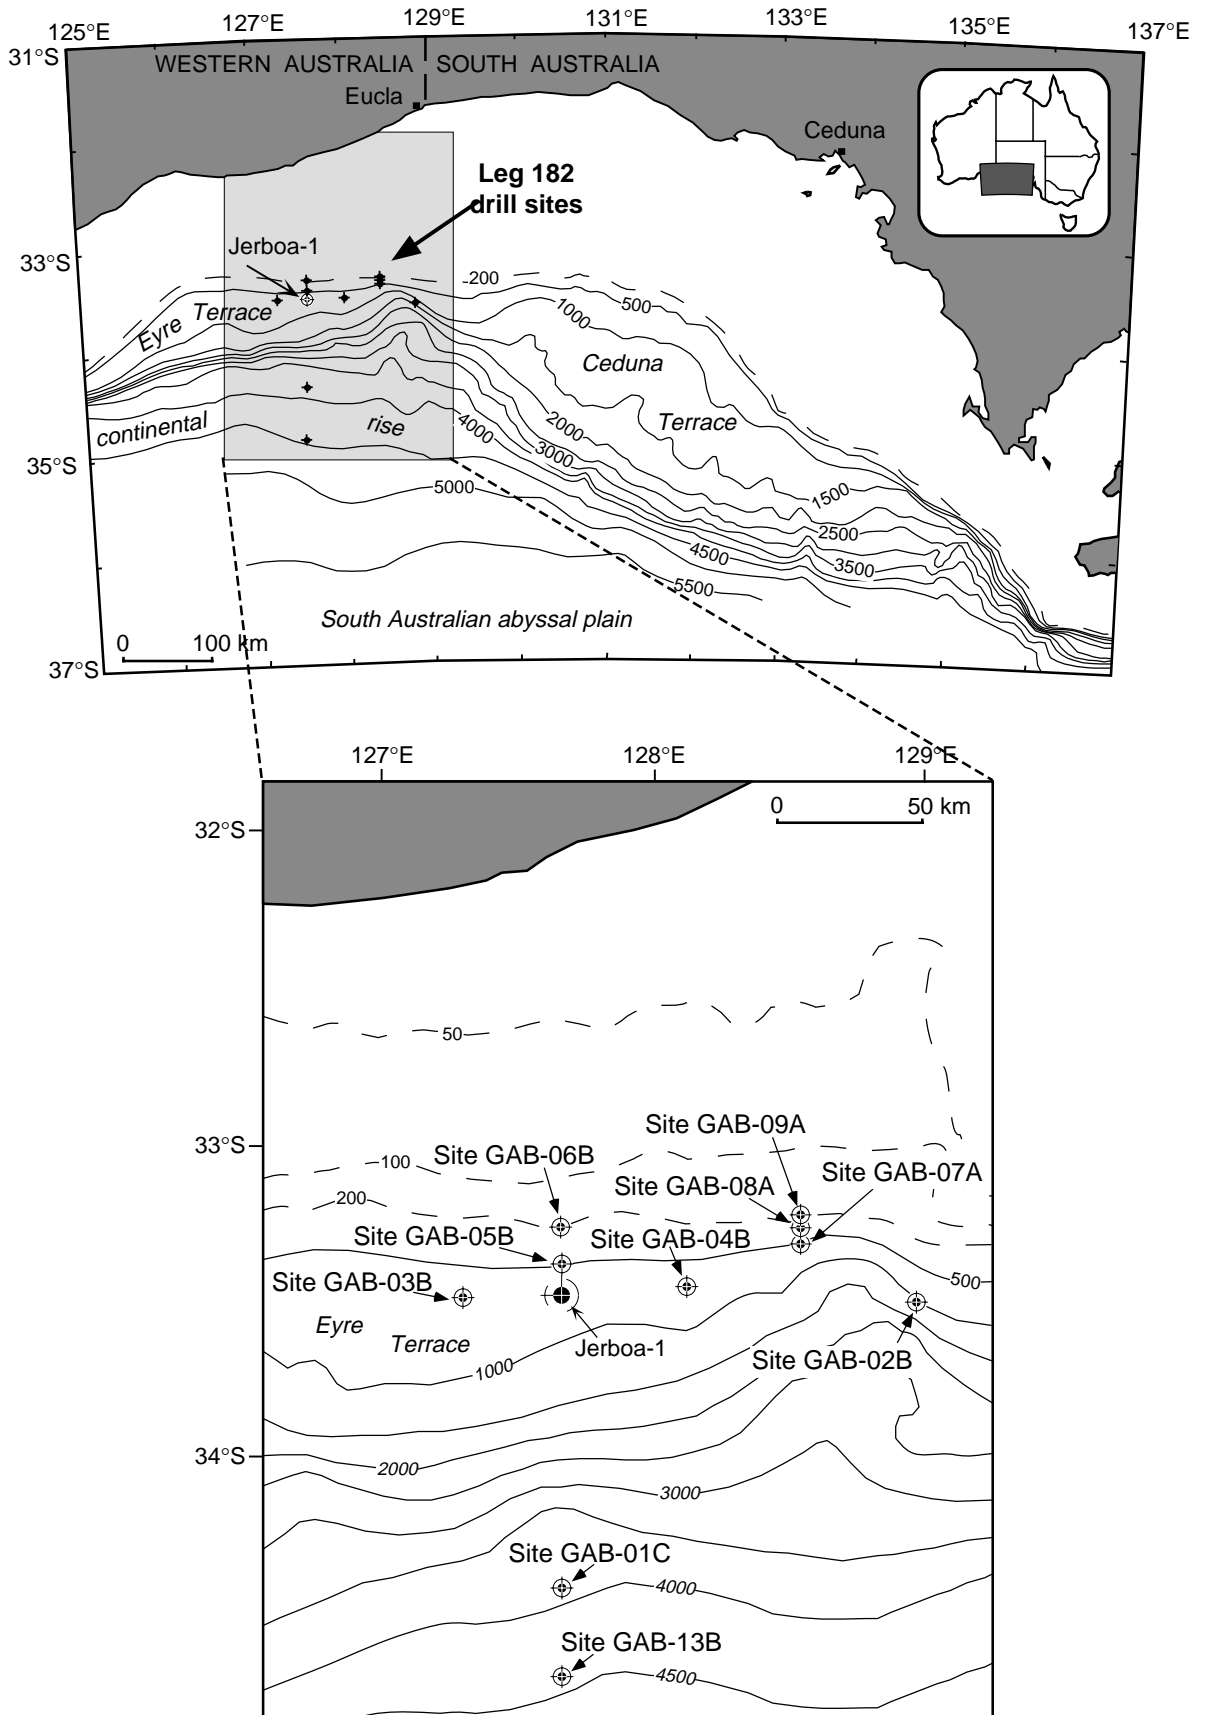 125°E
127°E
129°E
131°E
133°E
135°E
137°E
31°S
WESTERN AUSTRALIA
SOUTH AUSTRALIA
Eucla
Ceduna
Leg 182
drill sites
Jerboa-1
33°S
200
500
1000
Eyre Terrace
Ceduna
Terrace
continental rise
2000
3000
4000
35°S
5000
1500
2500
4500
3500
5500
South Australian abyssal plain
0 100 km
37°S
127°E
128°E
129°E
0 50 km
32°S
50
33°S
Site GAB-09A
Site GAB-06B
100
Site GAB-07A
Site GAB-08A
200
Site GAB-05B
Site GAB-04B
500
Site GAB-03B
Eyre
Terrace
Jerboa-1
Site GAB-02B
1000
34°S
2000
3000
Site GAB-01C
4000
Site GAB-13B
4500